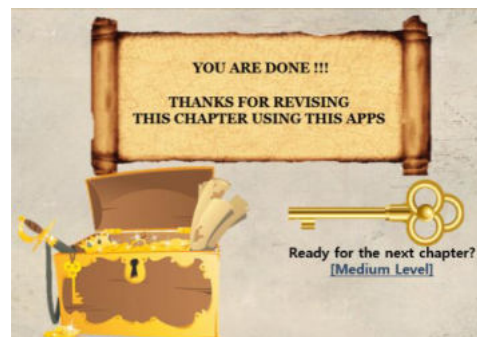 YOU ARE DONE !!!
THANKS FOR REVISING
THIS CHAPTER USING THIS APPS
Ready for the next chapter?
[Medium Level]